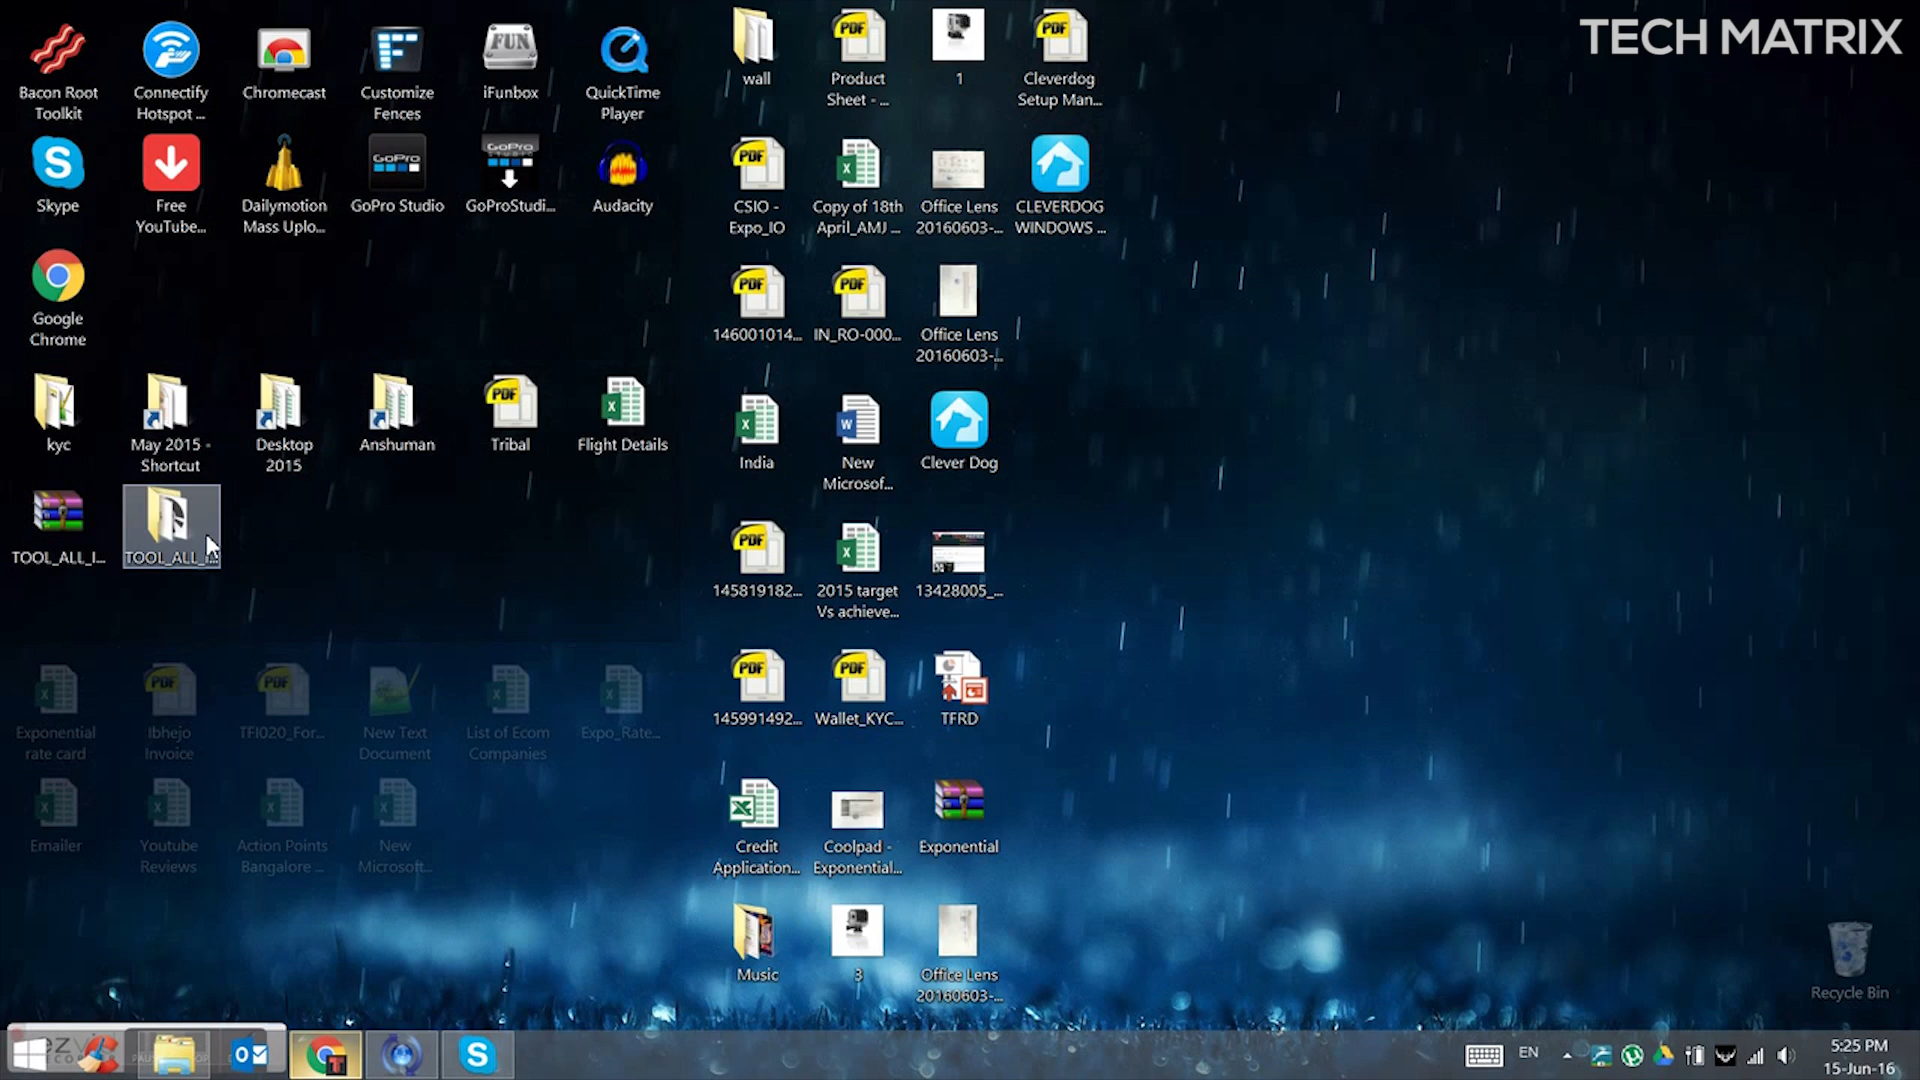 TECH MATRIX
Bacon Root
Toolkit
Connectify
Hotspot ...
Chromecast
Customize
Fences
iFunbox
QuickTime
Player
Skype
Free
YouTube...
Dailymotion
Mass Uplo...
GoPro Studio
GoProStudi...
Audacity
Google
Chrome
kyc
May 2015 -
Shortcut
Desktop
2015
Anshuman
Tribal
Flight Details
TOOL_ALL_I...
TOOL_ALL_I...
Exponential
rate card
Ibhejo
Invoice
TFI020_For...
New Text
Document
List of Ecom
Companies
Expo_Rate...
Emailer
Youtube
Reviews
Action Points
Bangalore ...
New
Microsoft...
wall
Product
Sheet - ...
1
Cleverdog
Setup Man...
CSIO -
Expo_IO
Copy of 18th
April_AMJ ...
Office Lens
20160603-...
CLEVERDOG
WINDOWS ...
146001014...
IN_RO-000...
Office Lens
20160603-...
India
New
Microsof...
Clever Dog
145819182...
2015 target
Vs achieve...
13428005_...
145991492...
Wallet_KYC...
TFRD
Credit
Application...
Coolpad -
Exponential...
Exponential
Music
3
Office Lens
20160603-...
Recycle Bin
EN
5:25 PM
15-Jun-16